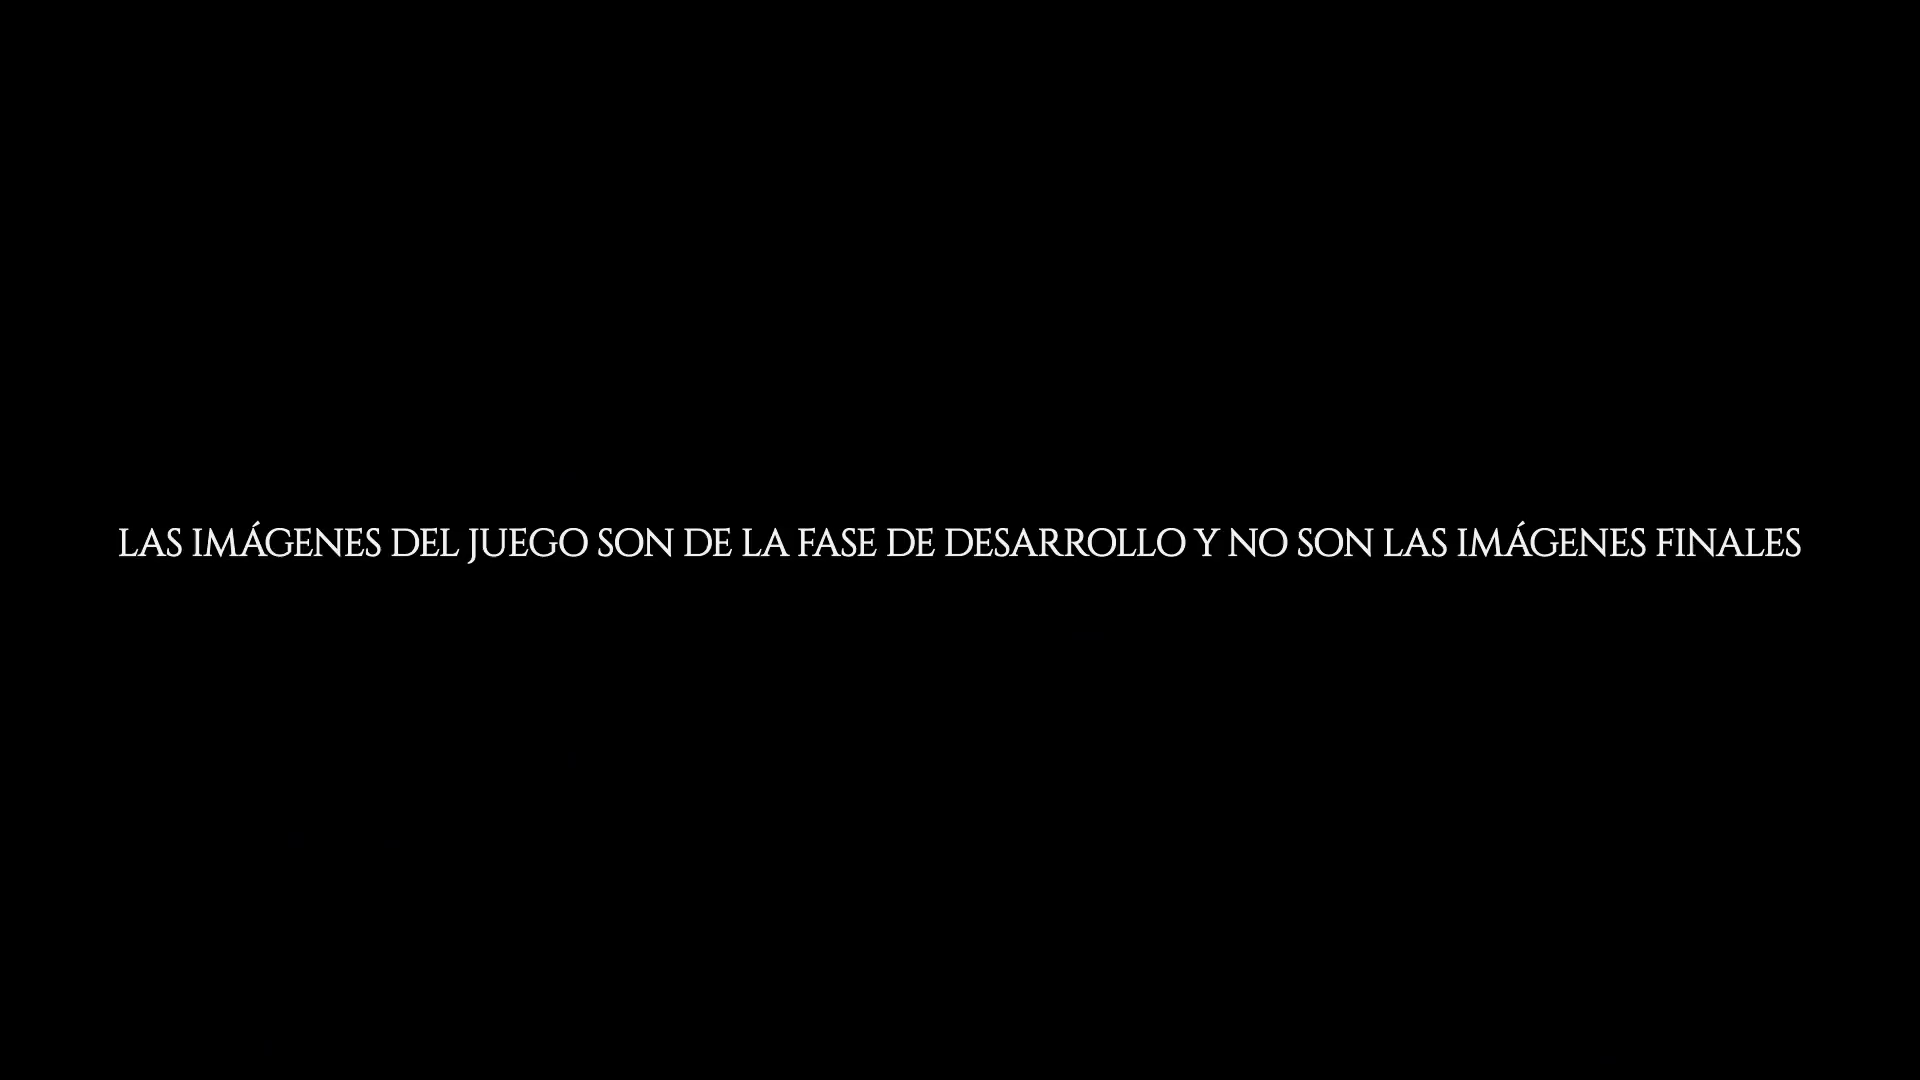 LAS IMÁGENES DEL JUEGO SON DE LA FASE DE DESARROLLO Y NO SON LAS IMÁGENES FINALES